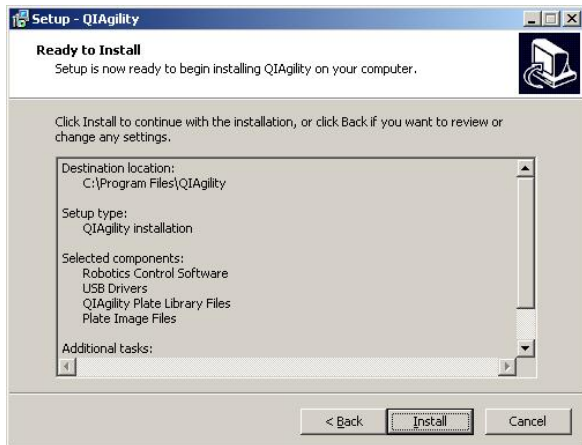 Setup - QIAgility
Ready to Install
Setup is now ready to begin installing QIAgility on your computer.
Click Install to continue with the installation, or click Back if you want to review or
change any settings.
Destination location:
C:\Program Files\QIAgility
Setup type:
QIAgility installation
Selected components:
Robotics Control Software
USB Drivers
QIAgility Plate Library Files
Plate Image Files
Additional tasks:
< Back
Install
Cancel